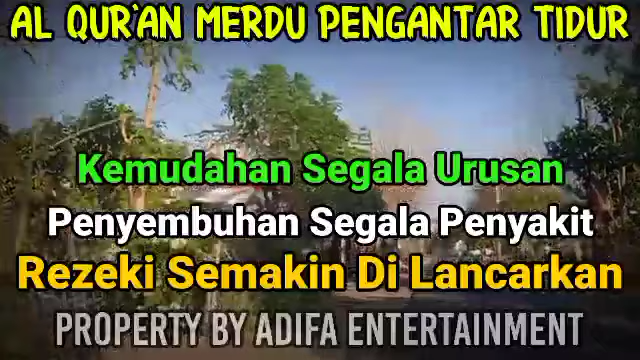 AL QUR`AN MERDU PENGANTAR TIDUR
Kemudahan Segala Urusan
Penyembuhan Segala Penyakit
Rezeki Semakin Di Lancarkan
PROPERTY BY ADIFA ENTERTAINMENT